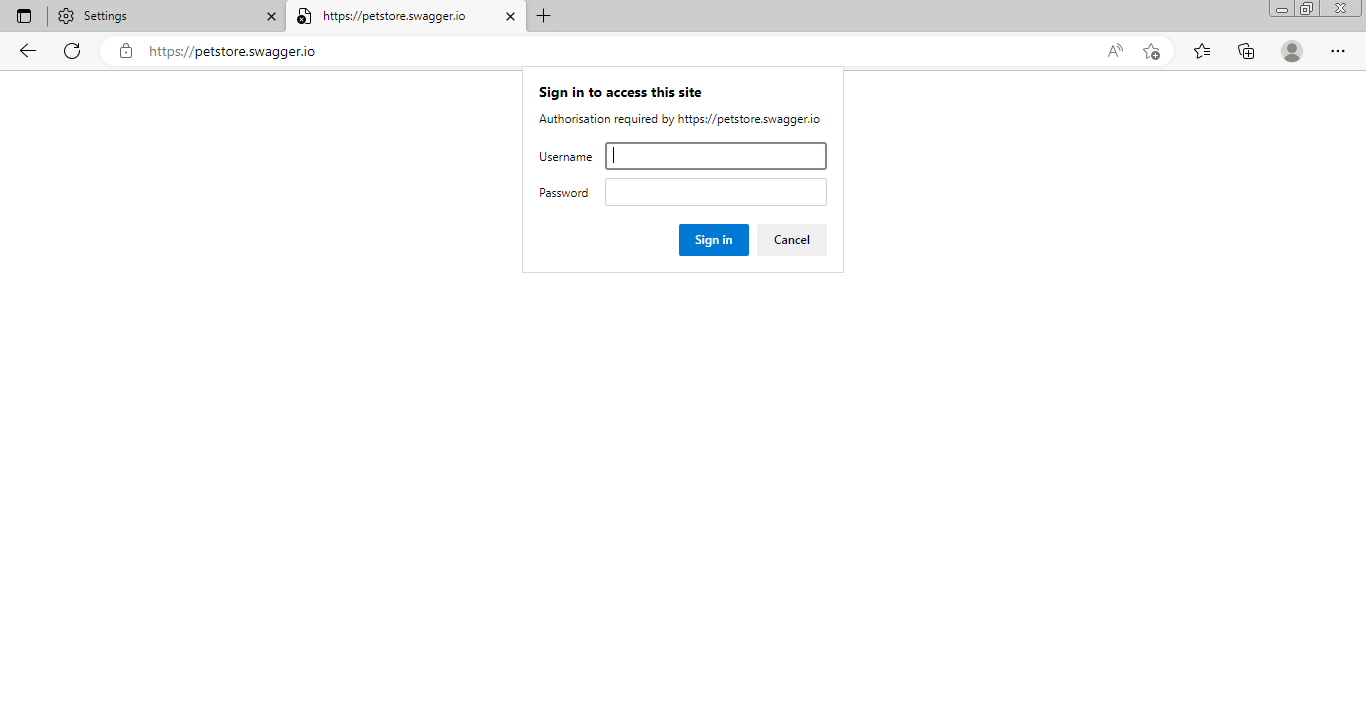 Settings
https://petstore.swagger.io
https://petstore.swagger.io
Sign in to access this site
Authorisation required by https://petstore.swagger.io
Username
Password
Sign in Cancel